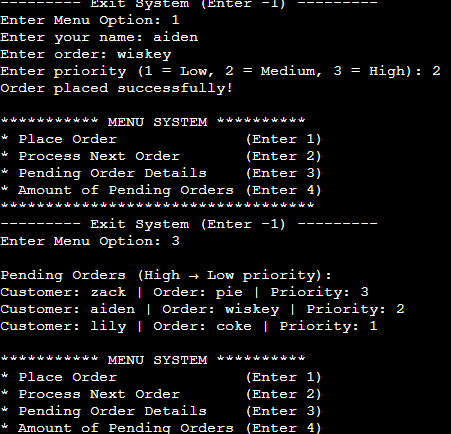 --------- Exit System (Enter -1) ---------
Enter Menu Option: 1
Enter your name: aiden
Enter order: wiskey
Enter priority (1 = Low, 2 = Medium, 3 = High): 2
Order placed successfully!

*********** MENU SYSTEM **********
* Place Order              (Enter 1)
* Process Next Order       (Enter 2)
* Pending Order Details    (Enter 3)
* Amount of Pending Orders (Enter 4)
***********************************
--------- Exit System (Enter -1) ---------
Enter Menu Option: 3

Pending Orders (High → Low priority):
Customer: zack | Order: pie | Priority: 3
Customer: aiden | Order: wiskey | Priority: 2
Customer: lily | Order: coke | Priority: 1

*********** MENU SYSTEM **********
* Place Order              (Enter 1)
* Process Next Order       (Enter 2)
* Pending Order Details    (Enter 3)
* Amount of Pending Orders (Enter 4)